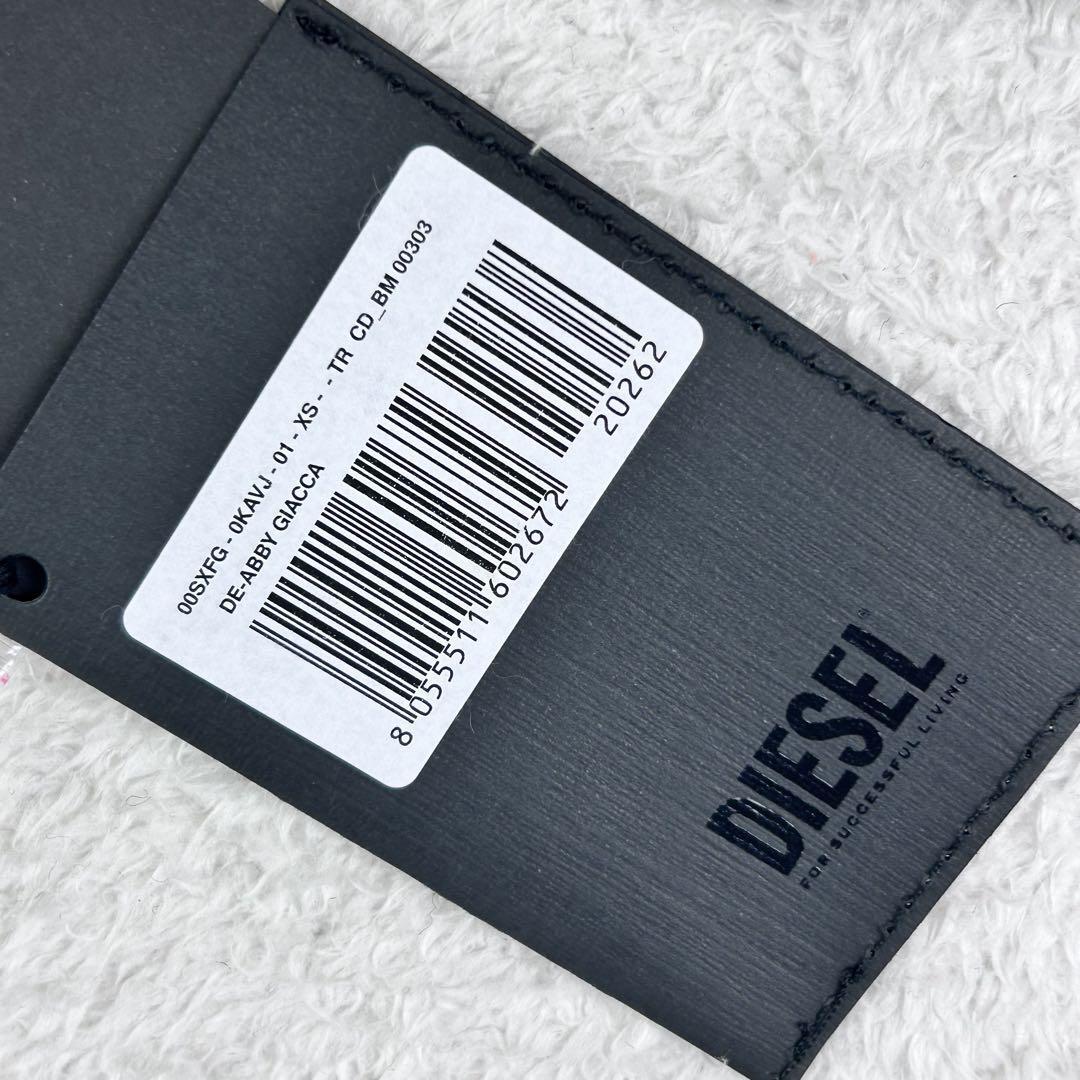 00SXFG - 0KAVJ - 01 - XS - - TR CD_BM 00303
DE-ABBY GIACCA
8 055511 602672
20262
DIESEL
FOR SUCCESSFUL LIVING